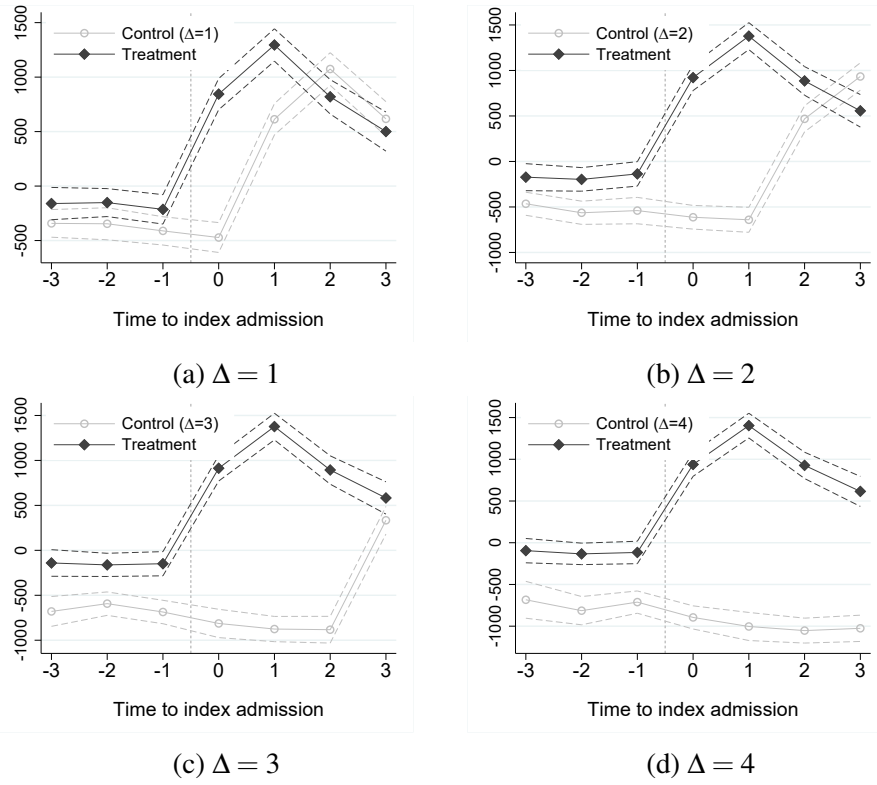 1500
1000
500
0
-500
Control (Δ=1)
Treatment
-3 -2 -1 0 1 2 3
Time to index admission
(a) Δ = 1
1500
1000
500
0
-500
-1000
Control (Δ=2)
Treatment
-3 -2 -1 0 1 2 3
Time to index admission
(b) Δ = 2
1500
1000
500
0
-500
-1000
Control (Δ=3)
Treatment
-3 -2 -1 0 1 2 3
Time to index admission
(c) Δ = 3
1500
1000
500
0
-500
-1000
Control (Δ=4)
Treatment
-3 -2 -1 0 1 2 3
Time to index admission
(d) Δ = 4